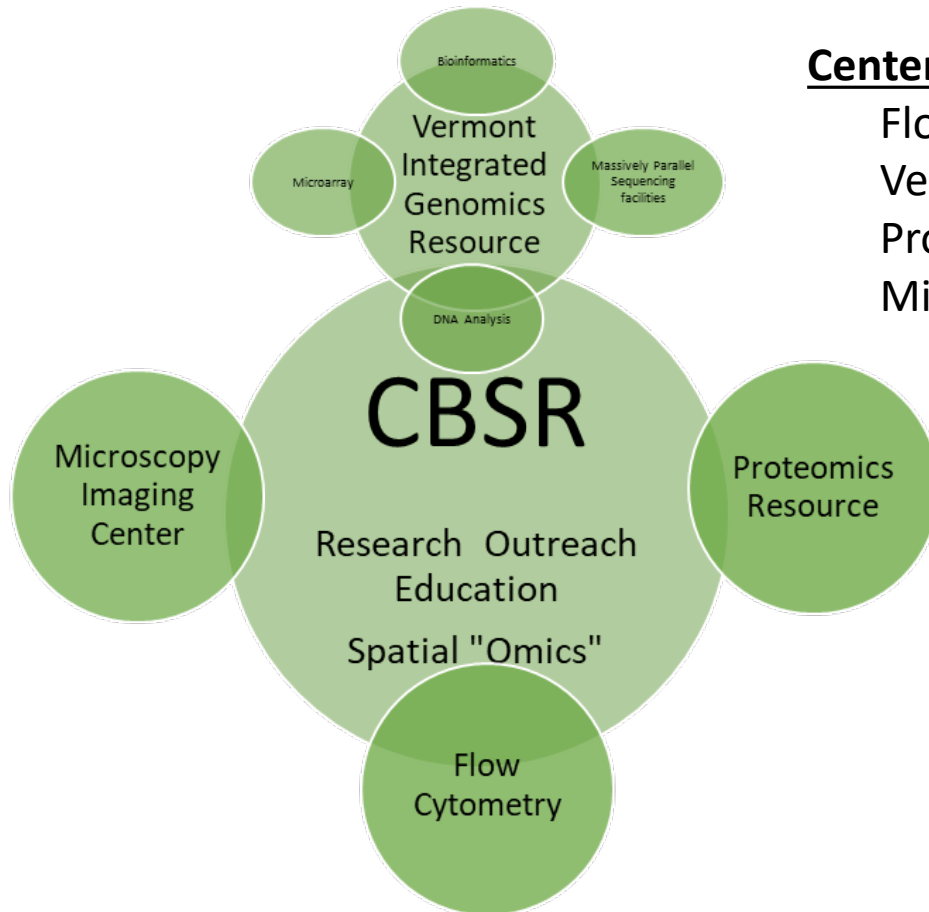 Bioinformatics
Vermont
Integrated
Genomics
Resource
Microarray
Massively Parallel
Sequencing
facilities
DNA Analysis
CBSR
Research Outreach
Education
Spatial "Omics"
Microscopy
Imaging
Center
Proteomics
Resource
Flow
Cytometry
Center
Flo
Ve
Pro
Mi